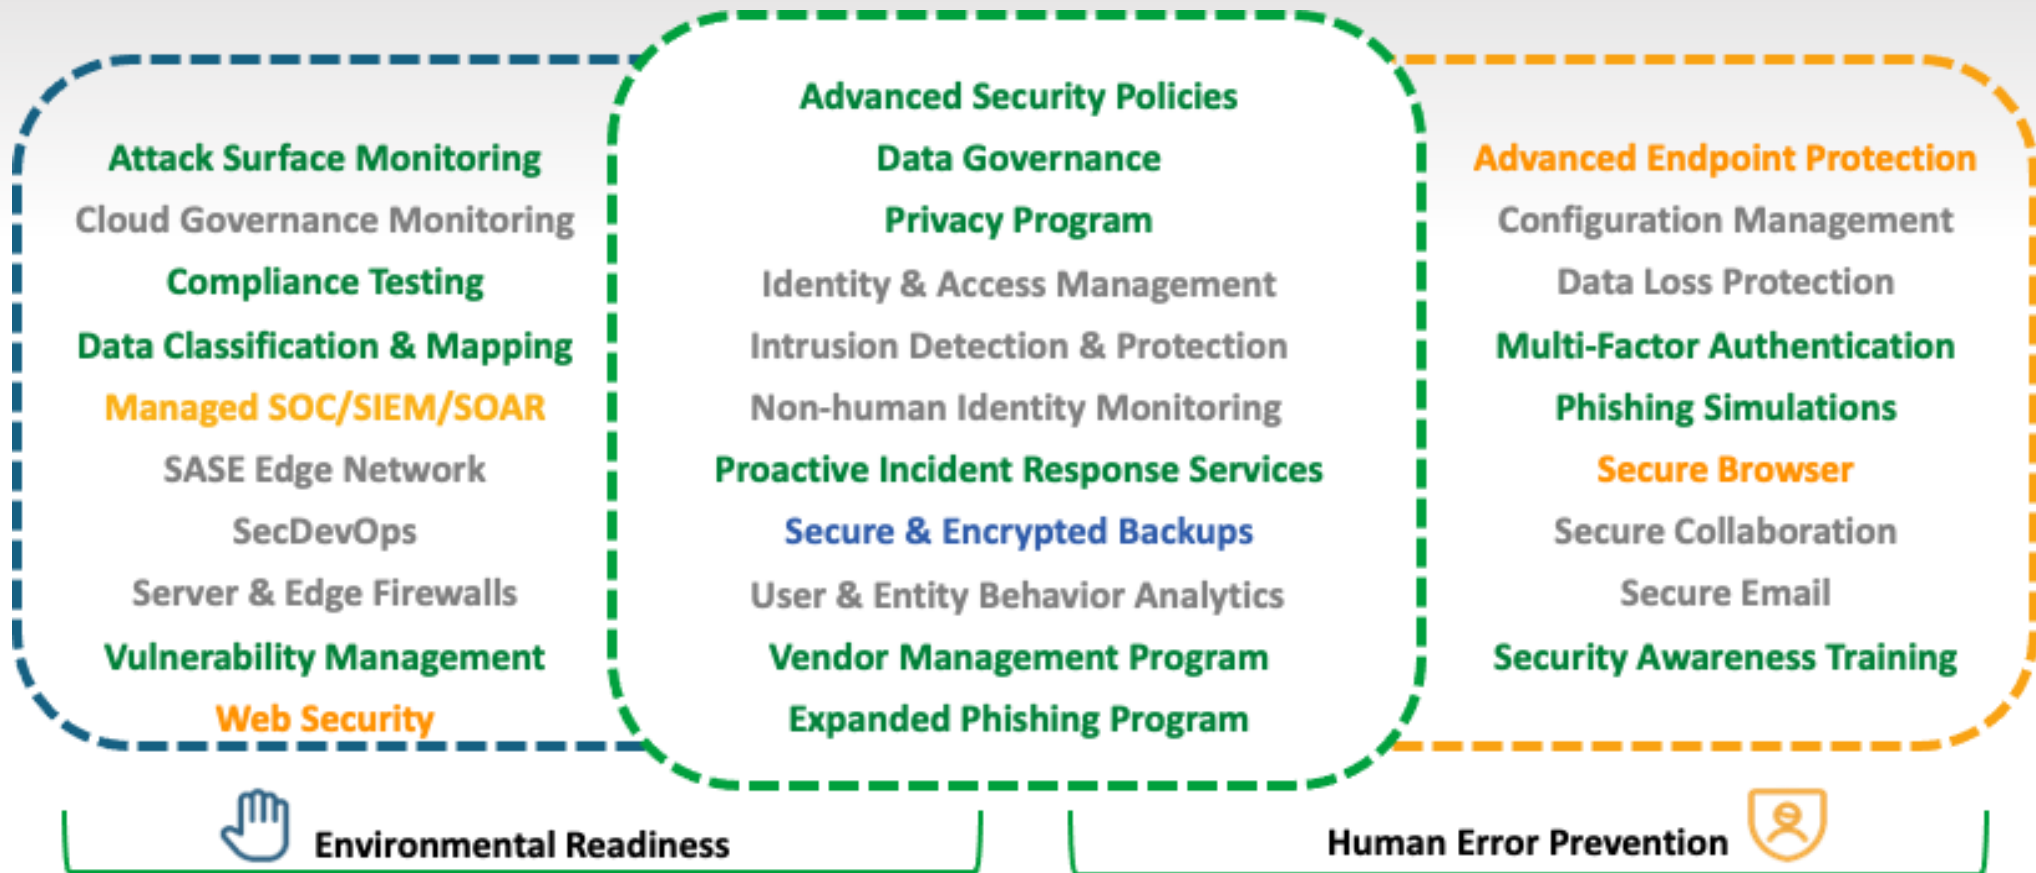 Attack Surface Monitoring
Cloud Governance Monitoring
Compliance Testing
Data Classification & Mapping
Managed SOC/SIEM/SOAR
SASE Edge Network
SecDevOps
Server & Edge Firewalls
Vulnerability Management
Web Security
Advanced Security Policies
Data Governance
Privacy Program
Identity & Access Management
Intrusion Detection & Protection
Non-human Identity Monitoring
Proactive Incident Response Services
Secure & Encrypted Backups
User & Entity Behavior Analytics
Vendor Management Program
Expanded Phishing Program
Advanced Endpoint Protection
Configuration Management
Data Loss Protection
Multi-Factor Authentication
Phishing Simulations
Secure Browser
Secure Collaboration
Secure Email
Security Awareness Training
Environmental Readiness
Human Error Prevention